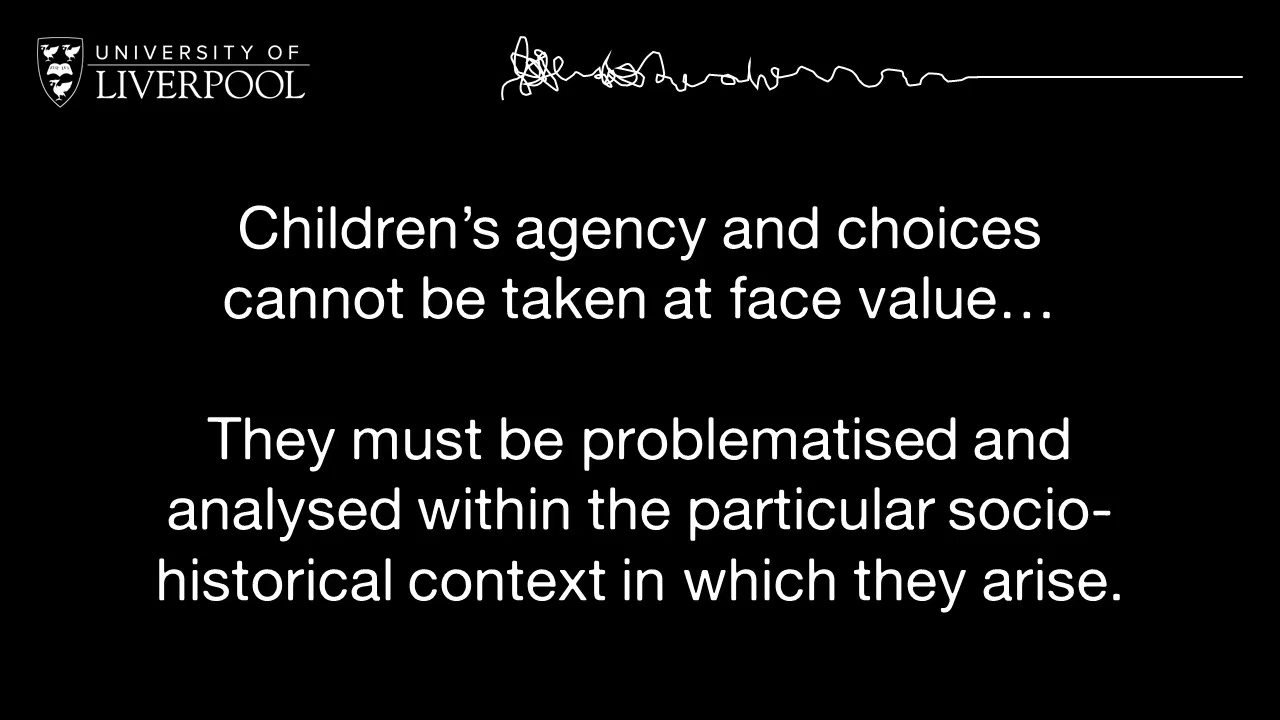 UNIVERSITY OF
LIVERPOOL
Children’s agency and choices
cannot be taken at face value…
They must be problematised and
analysed within the particular socio-
historical context in which they arise.